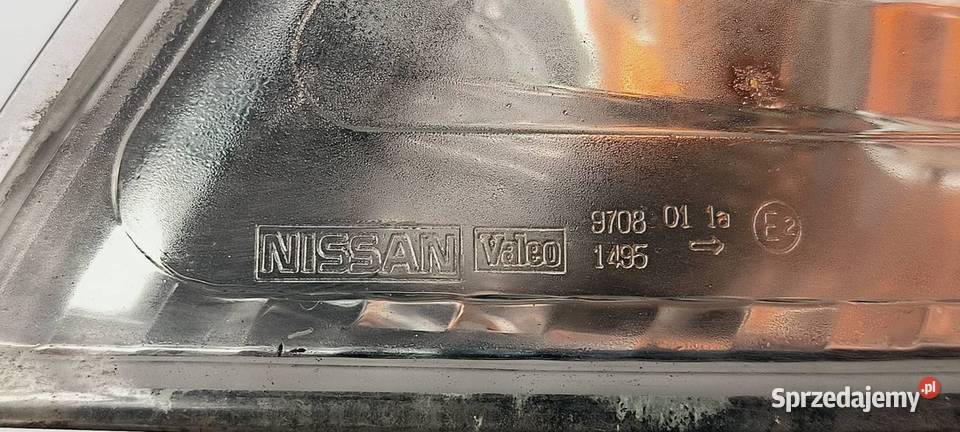 NISSAN Valeo 9708 01 1a E2
1495 →
Sprzedajemy.pl